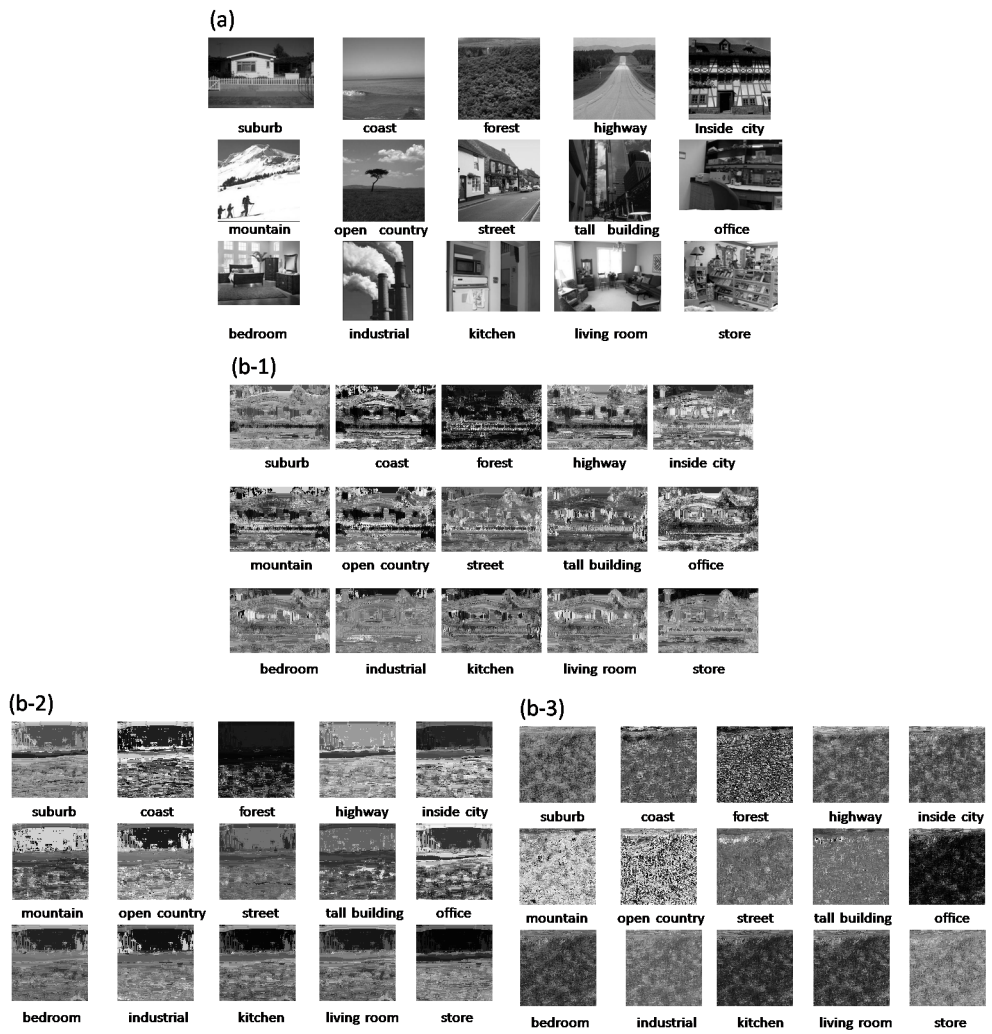 (a)
suburb coast forest highway Inside city
mountain open country street tall building office
bedroom industrial kitchen living room store
(b-1)
suburb coast forest highway inside city
mountain open country street tall building office
bedroom industrial kitchen living room store
(b-2)
suburb coast forest highway inside city
mountain open country street tall building office
bedroom industrial kitchen living room store
(b-3)
suburb coast forest highway inside city
mountain open country street tall building office
bedroom industrial kitchen living room store